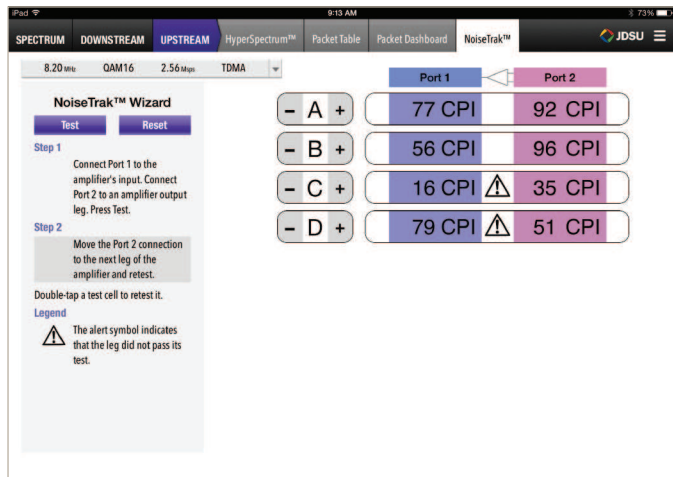 iPad 9:13 AM 73%
SPECTRUM DOWNSTREAM UPSTREAM HyperSpectrum™ Packet Table Packet Dashboard NoiseTrak™ JDSU
8.20 MHz QAM16 2.56 Msps TDMA
NoiseTrak™ Wizard
Test Reset
Step 1
Connect Port 1 to the
amplifier's input. Connect
Port 2 to an amplifier output
leg. Press Test.
Step 2
Move the Port 2 connection
to the next leg of the
amplifier and retest.
Double-tap a test cell to retest it.
Legend
The alert symbol indicates
that the leg did not pass its
test.
Port 1 Port 2
- A + 77 CPI 92 CPI
- B + 56 CPI 96 CPI
- C + 16 CPI 35 CPI
- D + 79 CPI 51 CPI